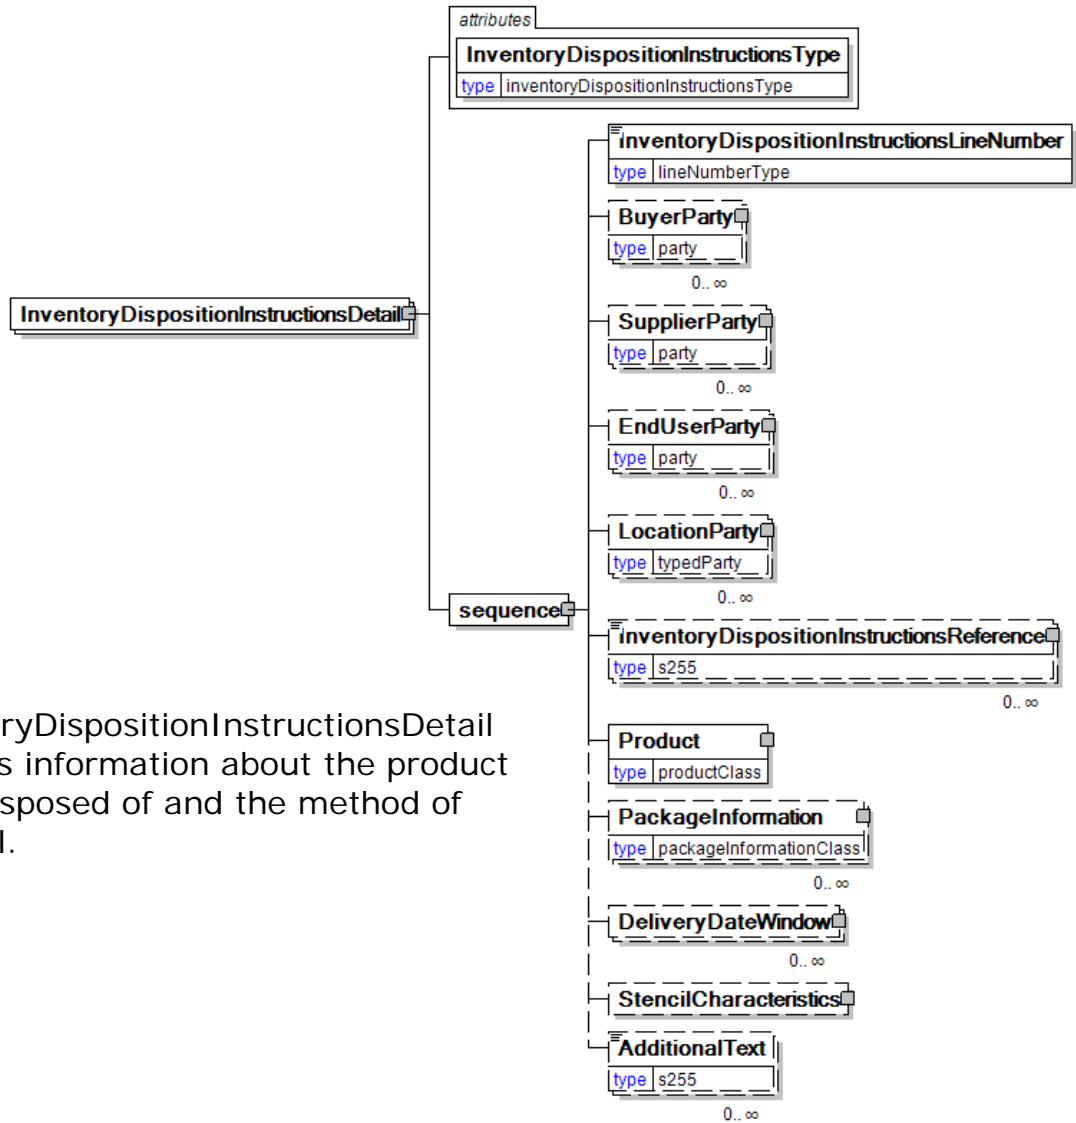 attributes
InventoryDispositionInstructionsType
type inventoryDispositionInstructionsType
InventoryDispositionInstructionsLineNumber
type lineNumberType
BuyerParty
type party
0.. ∞
InventoryDispositionInstructionsDetail
SupplierParty
type party
0.. ∞
EndUserParty
type party
0.. ∞
LocationParty
type typedParty
0.. ∞
sequence
InventoryDispositionInstructionsReference
type s255
0.. ∞
ryDispositionInstructionsDetail
s information about the product
sposed of and the method of
l.
Product
type productClass
PackageInformation
type packageInformationClass
0.. ∞
DeliveryDateWindow
0.. ∞
StencilCharacteristics
AdditionalText
type s255
0.. ∞